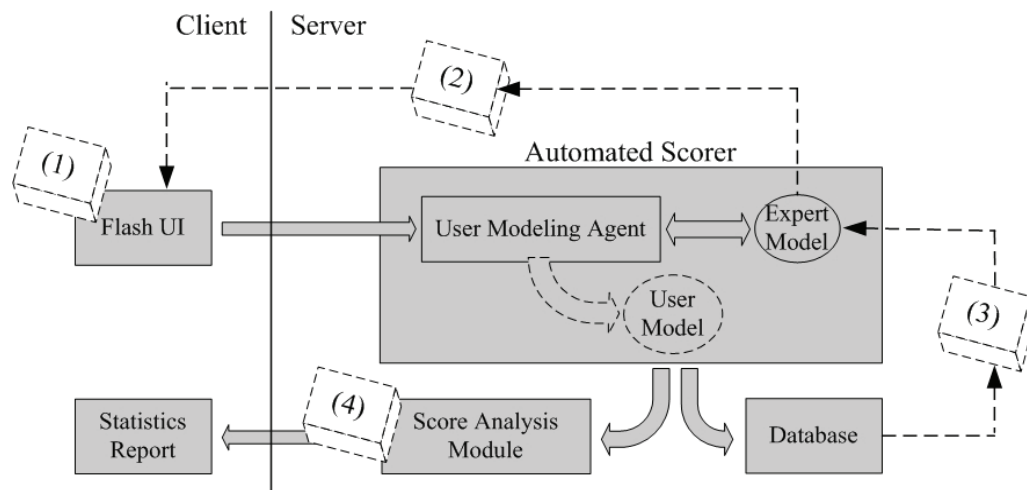 Client
Server
(2)
(1)
Automated Scorer
Flash UI
User Modeling Agent
Expert
Model
User
Model
(3)
(4)
Statistics
Report
Score Analysis
Module
Database